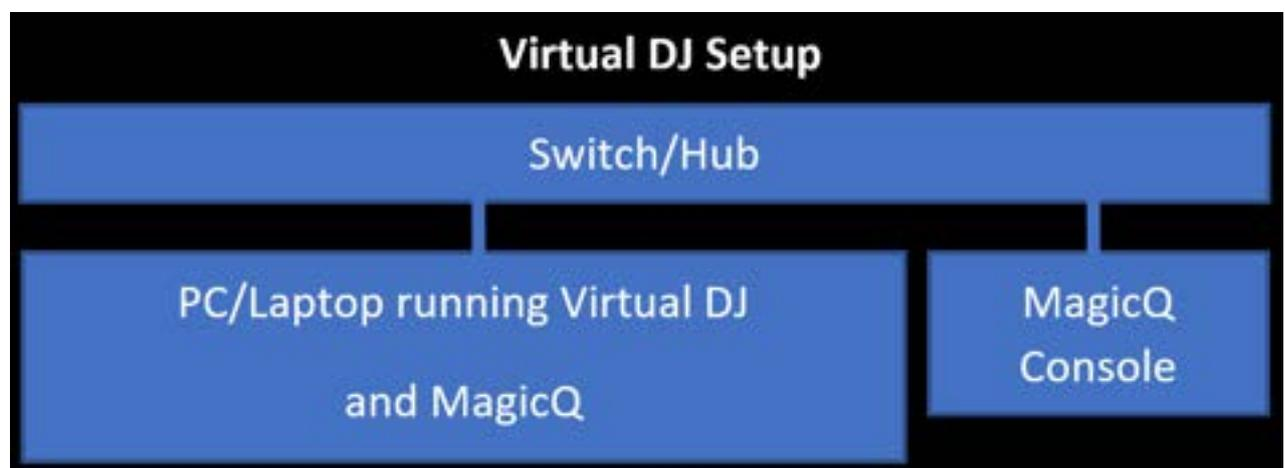 Virtual DJ Setup
Switch/Hub
PC/Laptop running Virtual DJ
and MagicQ
MagicQ
Console